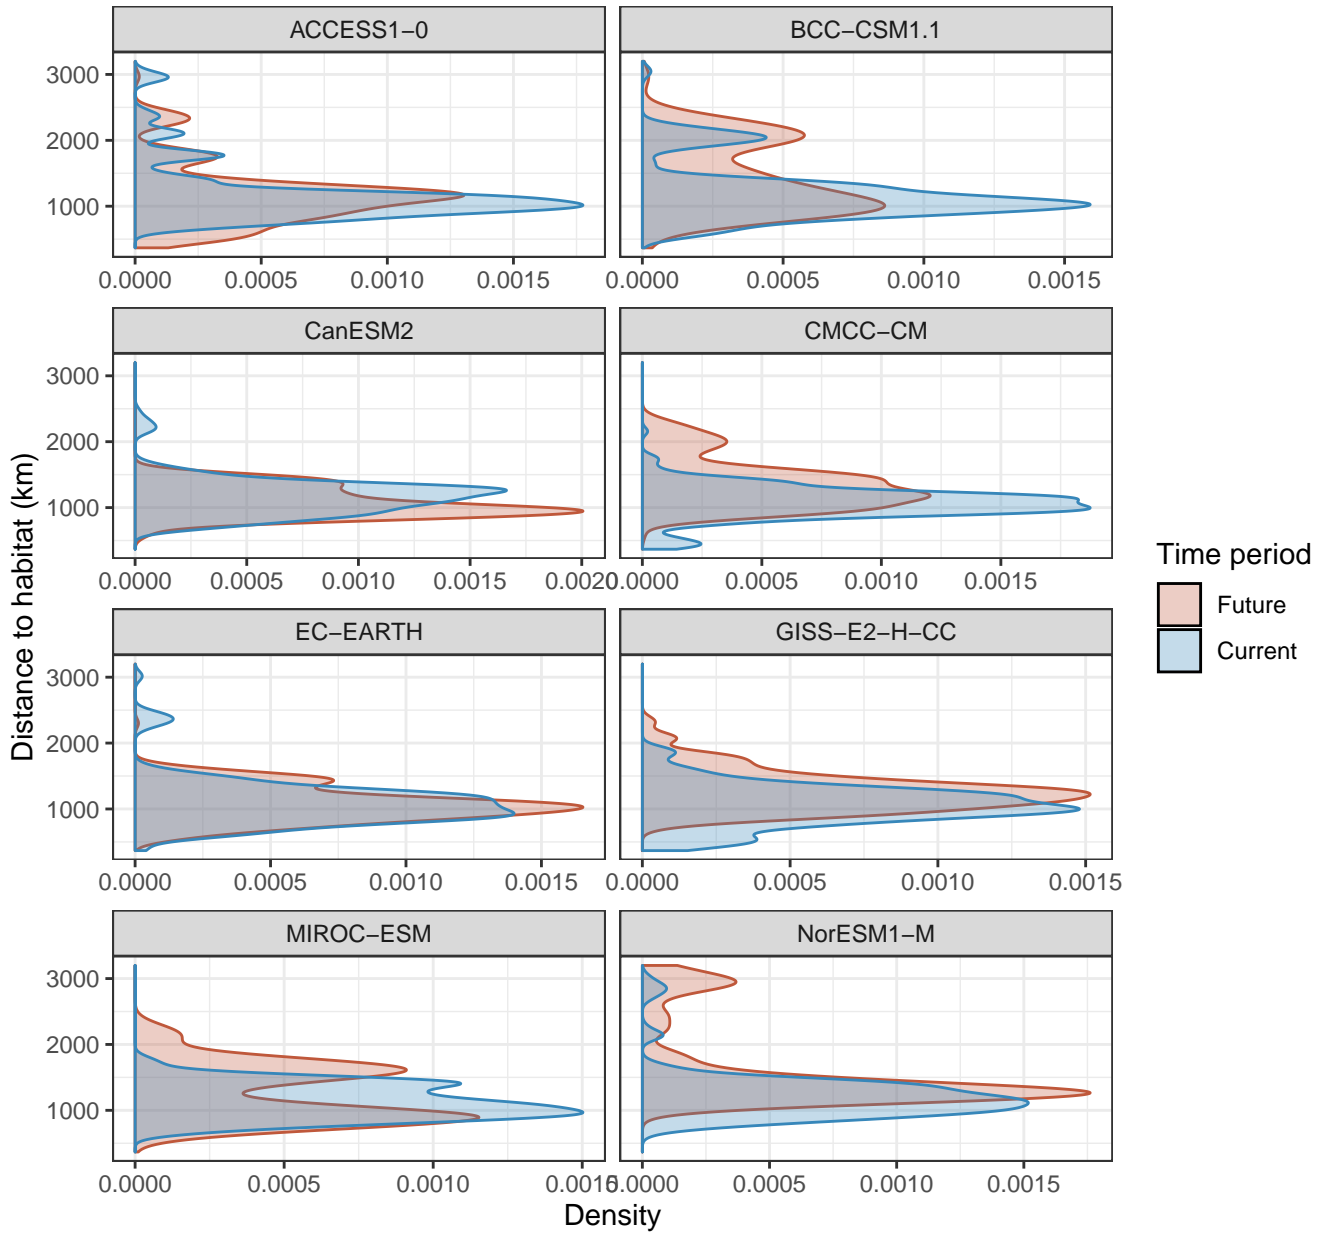 ACCESS1−0
BCC−CSM1.1
3000
2000
1000
0.0000 0.0005 0.0010 0.0015
0.0000 0.0005 0.0010 0.0015
CanESM2
CMCC−CM
3000
2000
1000
0.0000 0.0005 0.0010 0.0015 0.0020
0.0000 0.0005 0.0010 0.0015
EC−EARTH
GISS−E2−H−CC
3000
2000
1000
0.0000 0.0005 0.0010 0.0015
0.0000 0.0005 0.0010 0.0015
MIROC−ESM
NorESM1−M
3000
2000
1000
0.0000 0.0005 0.0010 0.0015
0.0000 0.0005 0.0010 0.0015
Distance to habitat (km)
Density
Time period
Future
Current